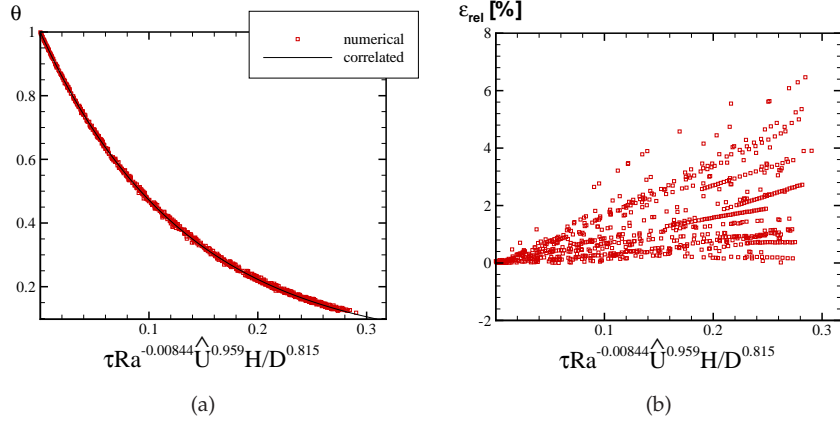 θ
1
0.8
0.6
0.4
0.2
0.1
0.2
0.3
numerical
correlated
τRa^-0.00844 Û^0.959 H/D^0.815
(a)
ε_rel [%]
8
6
4
2
0
-2
0.1
0.2
0.3
τRa^-0.00844 Û^0.959 H/D^0.815
(b)